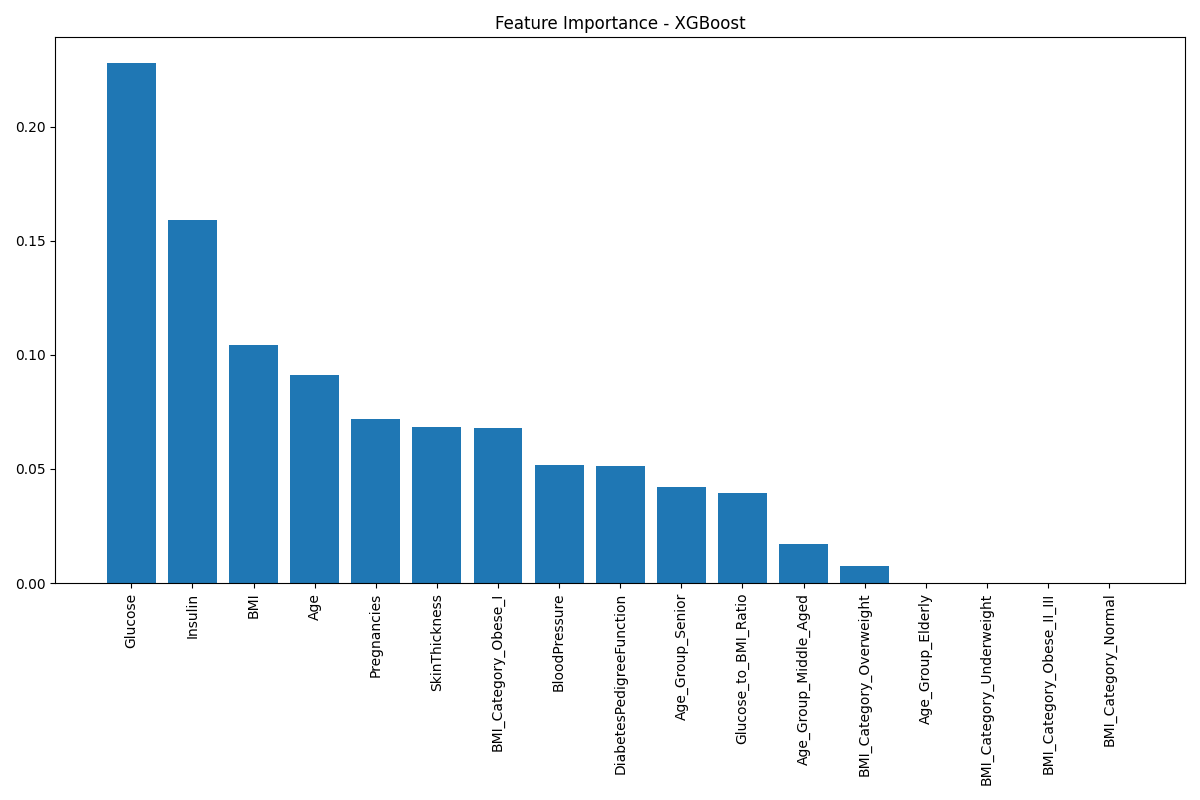 Feature Importance - XGBoost
0.20
0.15
0.10
0.05
0.00
Glucose
Insulin
BMI
Age
Pregnancies
SkinThickness
BMI_Category_Obese_I
BloodPressure
DiabetesPedigreeFunction
Age_Group_Senior
Glucose_to_BMI_Ratio
Age_Group_Middle_Aged
BMI_Category_Overweight
Age_Group_Elderly
BMI_Category_Underweight
BMI_Category_Obese_II_III
BMI_Category_Normal